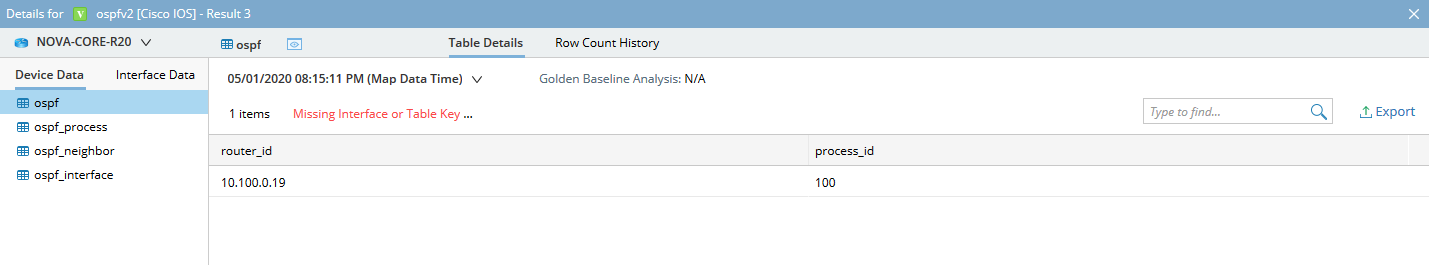 Details for V ospfv2 [Cisco IOS] - Result 3
NOVA-CORE-R20 ospf Table Details Row Count History
Device Data Interface Data
05/01/2020 08:15:11 PM (Map Data Time) Golden Baseline Analysis: N/A
ospf
ospf_process
ospf_neighbor
ospf_interface
1 items Missing Interface or Table Key ... Type to find... Export
router_id process_id
10.100.0.19 100